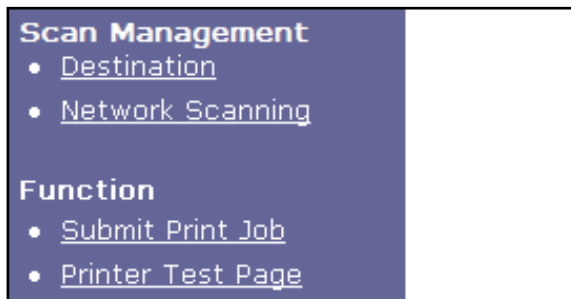 Scan Management
• Destination
• Network Scanning
Function
• Submit Print Job
• Printer Test Page